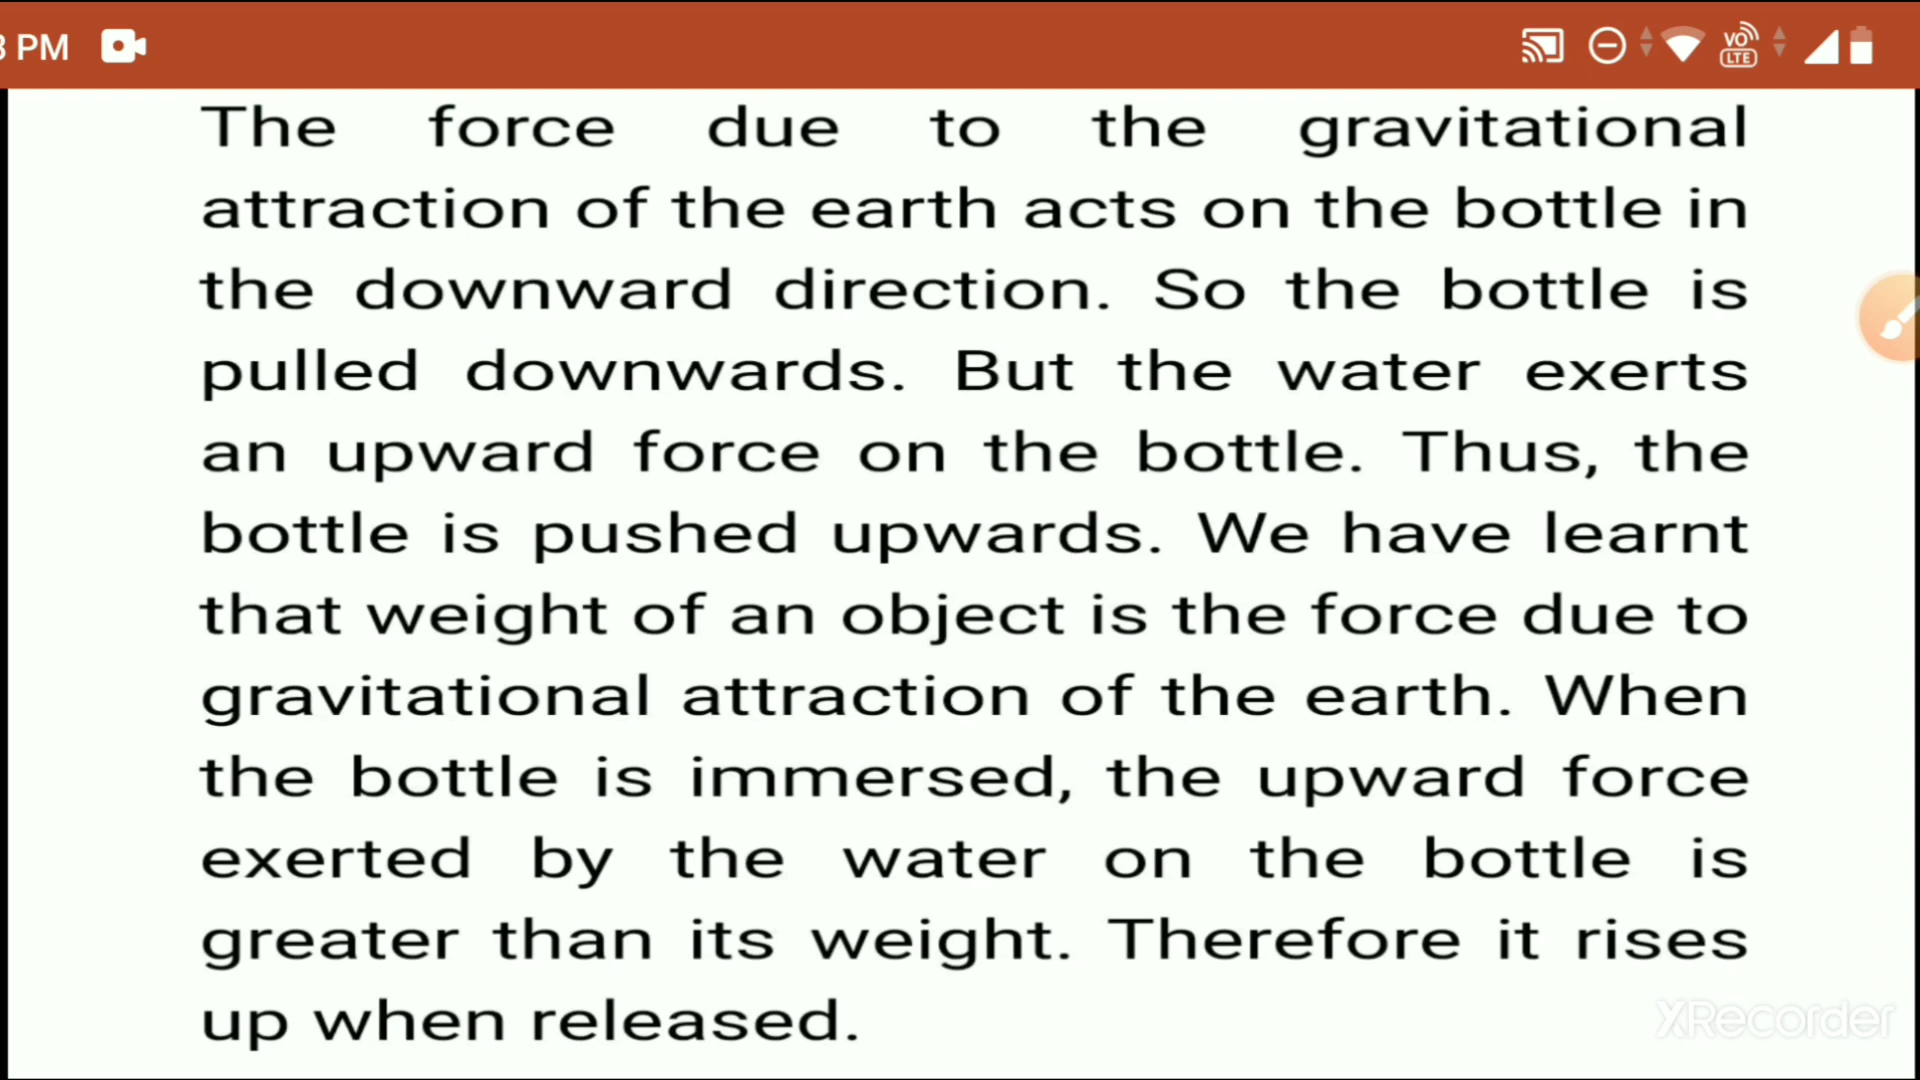 3 PM
VO
LTE
The force due to the gravitational
attraction of the earth acts on the bottle in
the downward direction. So the bottle is
pulled downwards. But the water exerts
an upward force on the bottle. Thus, the
bottle is pushed upwards. We have learnt
that weight of an object is the force due to
gravitational attraction of the earth. When
the bottle is immersed, the upward force
exerted by the water on the bottle is
greater than its weight. Therefore it rises
up when released.
XRecorder